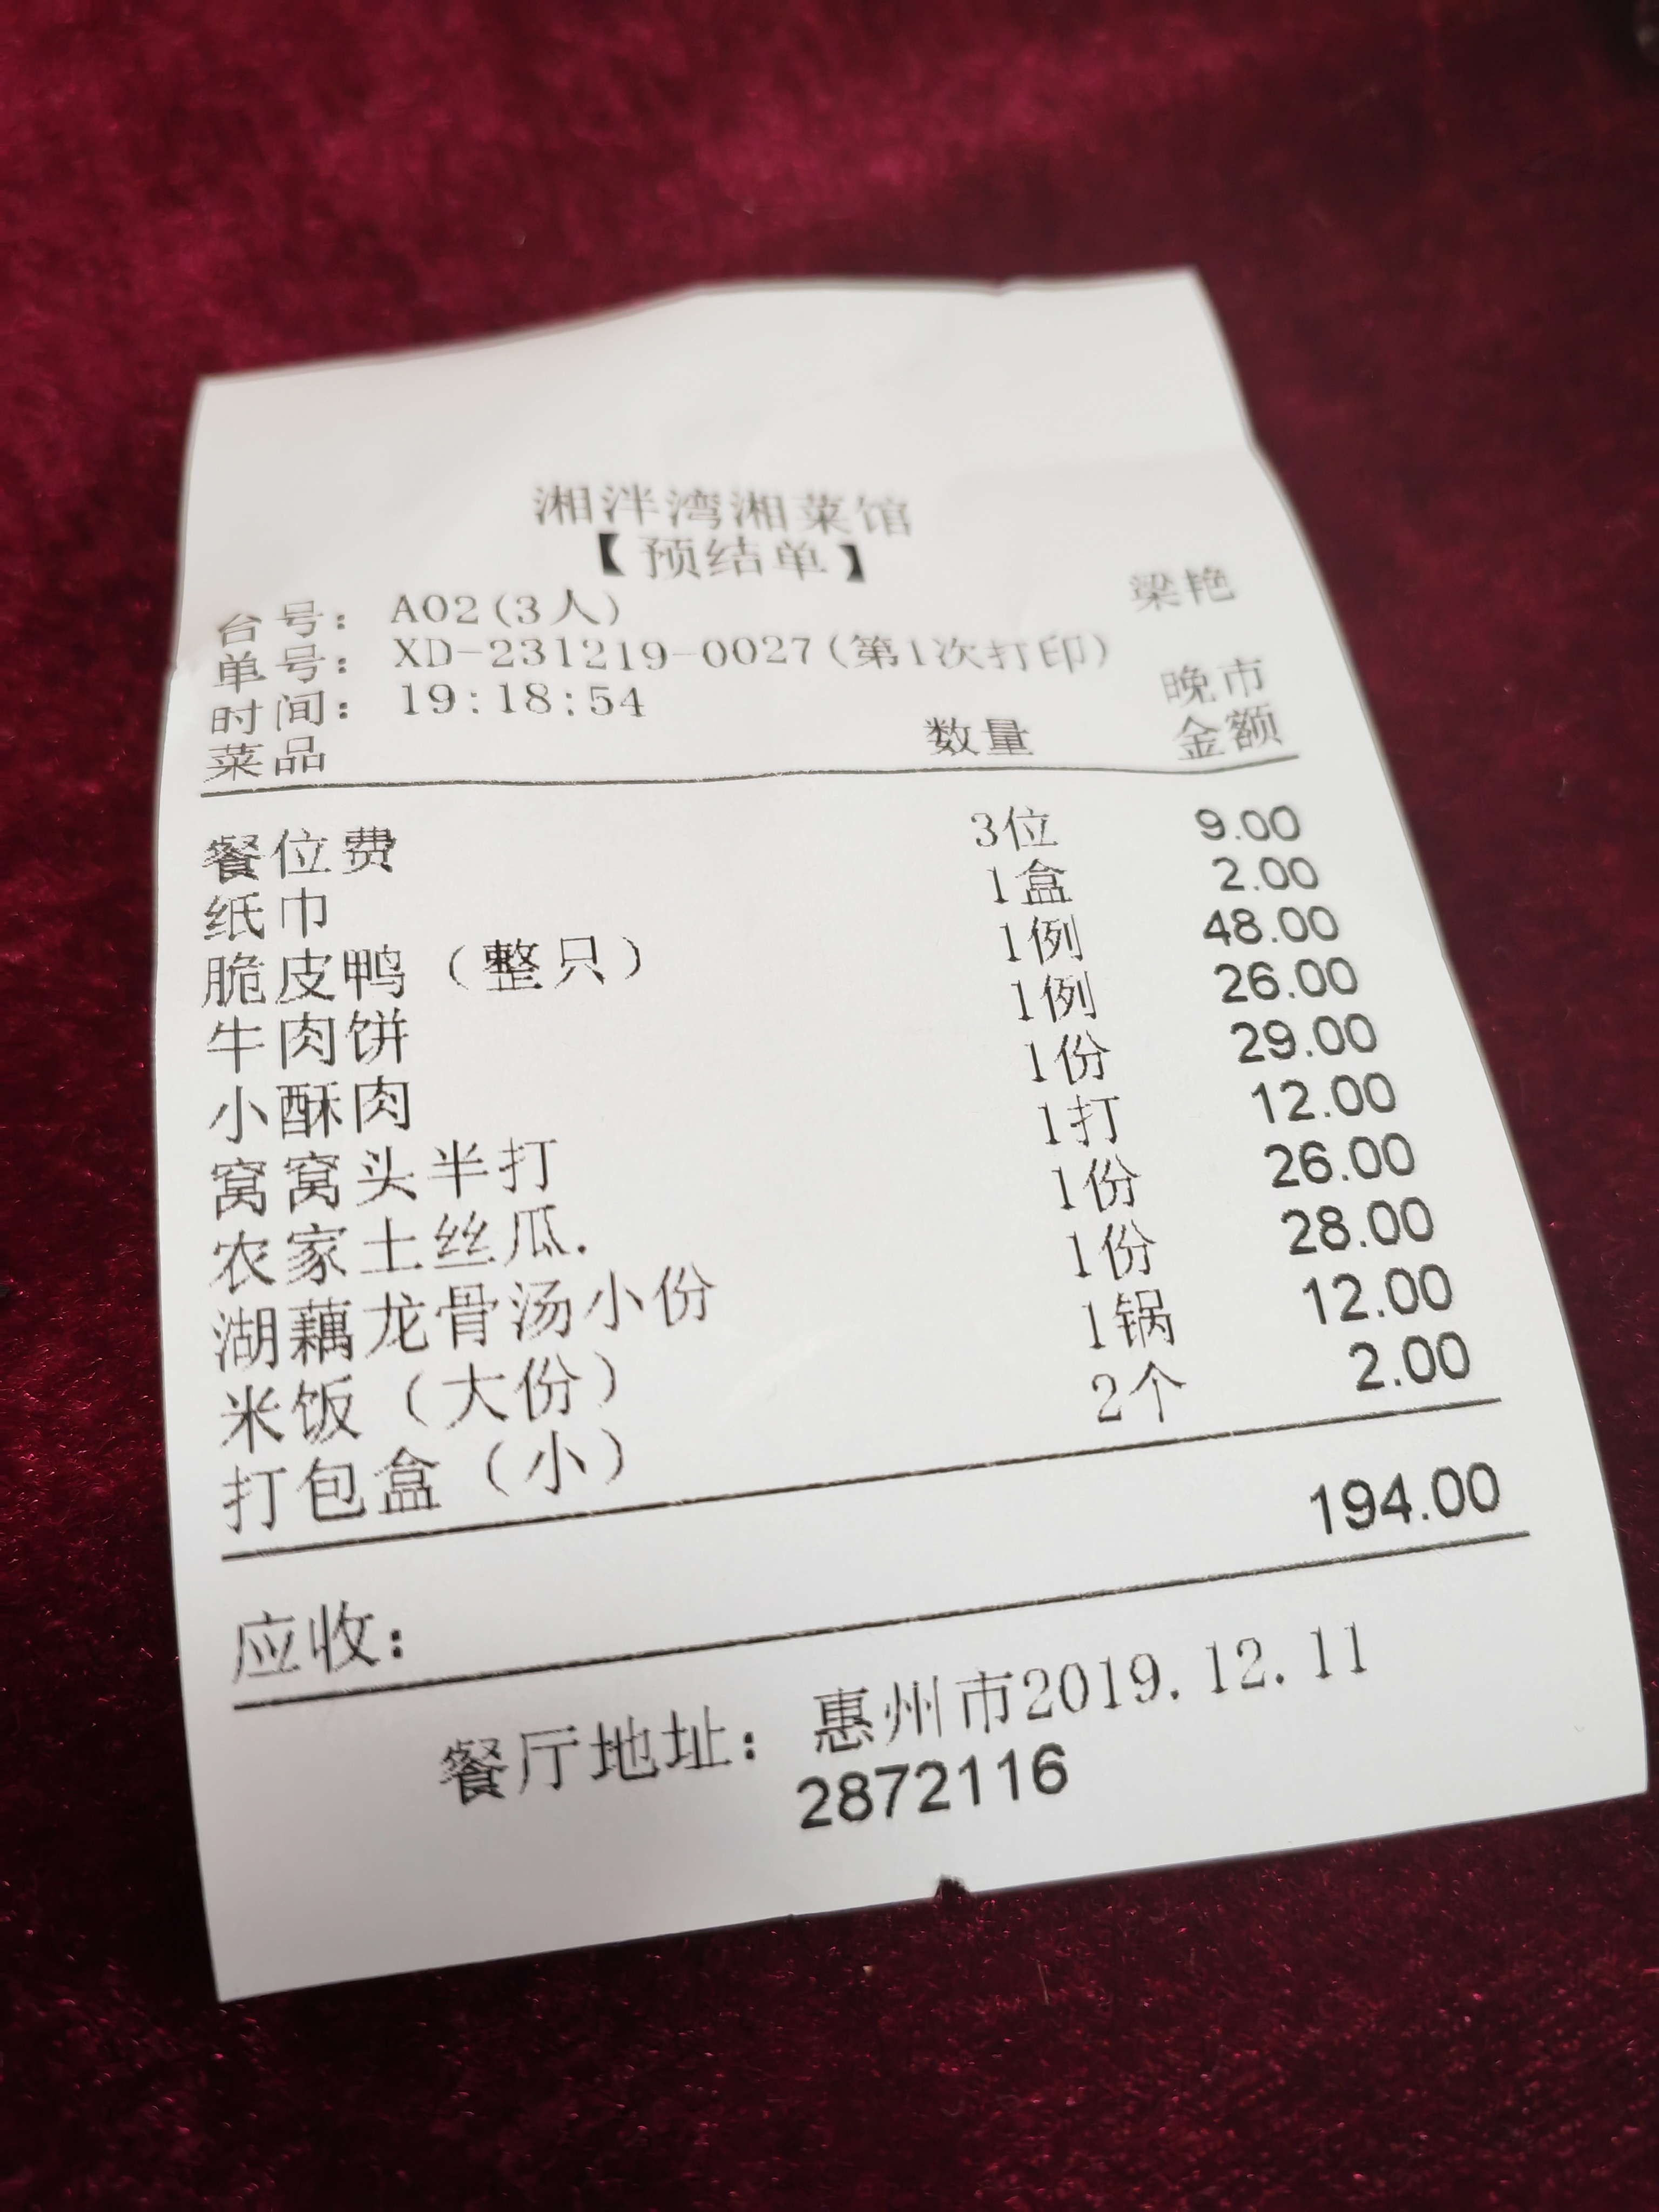 湘泮湾湘菜馆
【预结单】
台号： A02(3人) 梁艳
单号： XD-231219-0027(第1次打印)
时间： 19:18:54 晚市
菜品 数量 金额
餐位费 3位 9.00
纸巾 1盒 2.00
脆皮鸭（整只） 1例 48.00
牛肉饼 1例 26.00
小酥肉 1份 29.00
窝窝头半打 1打 12.00
农家土丝瓜. 1份 26.00
湖藕龙骨汤小份 1份 28.00
米饭（大份） 1锅 12.00
打包盒（小） 2个 2.00
应收： 194.00
餐厅地址： 惠州市2019.12.11
2872116